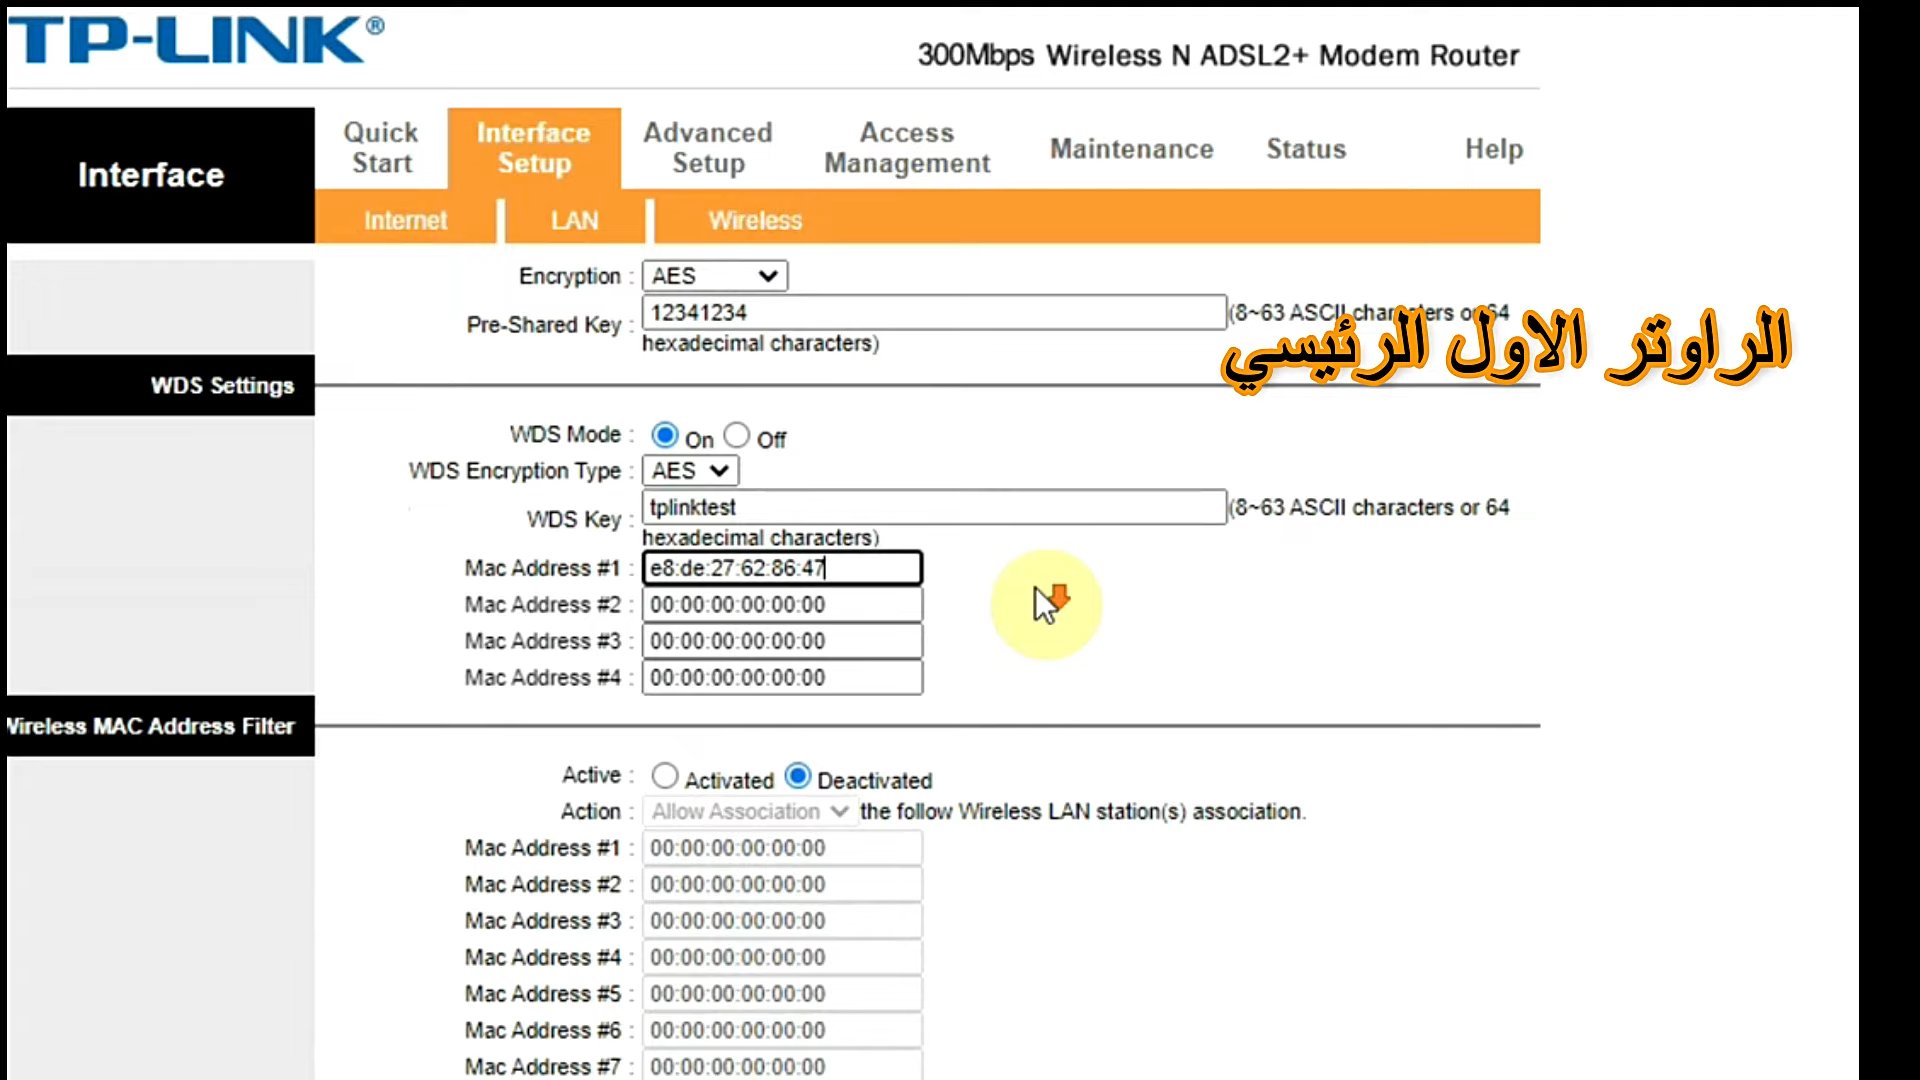 TP-LINK®
300Mbps Wireless N ADSL2+ Modem Router
Interface
Quick Start
Interface Setup
Advanced Setup
Access Management
Maintenance
Status
Help
Internet
LAN
Wireless
Encryption : AES
Pre-Shared Key : 12341234 (8~63 ASCII characters or 64
hexadecimal characters)
الراوتر الاول الرئيسي
WDS Settings
WDS Mode : On Off
WDS Encryption Type : AES
WDS Key : tplinktest (8~63 ASCII characters or 64
hexadecimal characters)
Mac Address #1 : e8:de:27:62:86:47
Mac Address #2 : 00:00:00:00:00:00
Mac Address #3 : 00:00:00:00:00:00
Mac Address #4 : 00:00:00:00:00:00
Wireless MAC Address Filter
Active : Activated Deactivated
Action : Allow Association the follow Wireless LAN station(s) association.
Mac Address #1 : 00:00:00:00:00:00
Mac Address #2 : 00:00:00:00:00:00
Mac Address #3 : 00:00:00:00:00:00
Mac Address #4 : 00:00:00:00:00:00
Mac Address #5 : 00:00:00:00:00:00
Mac Address #6 : 00:00:00:00:00:00
Mac Address #7 : 00:00:00:00:00:00